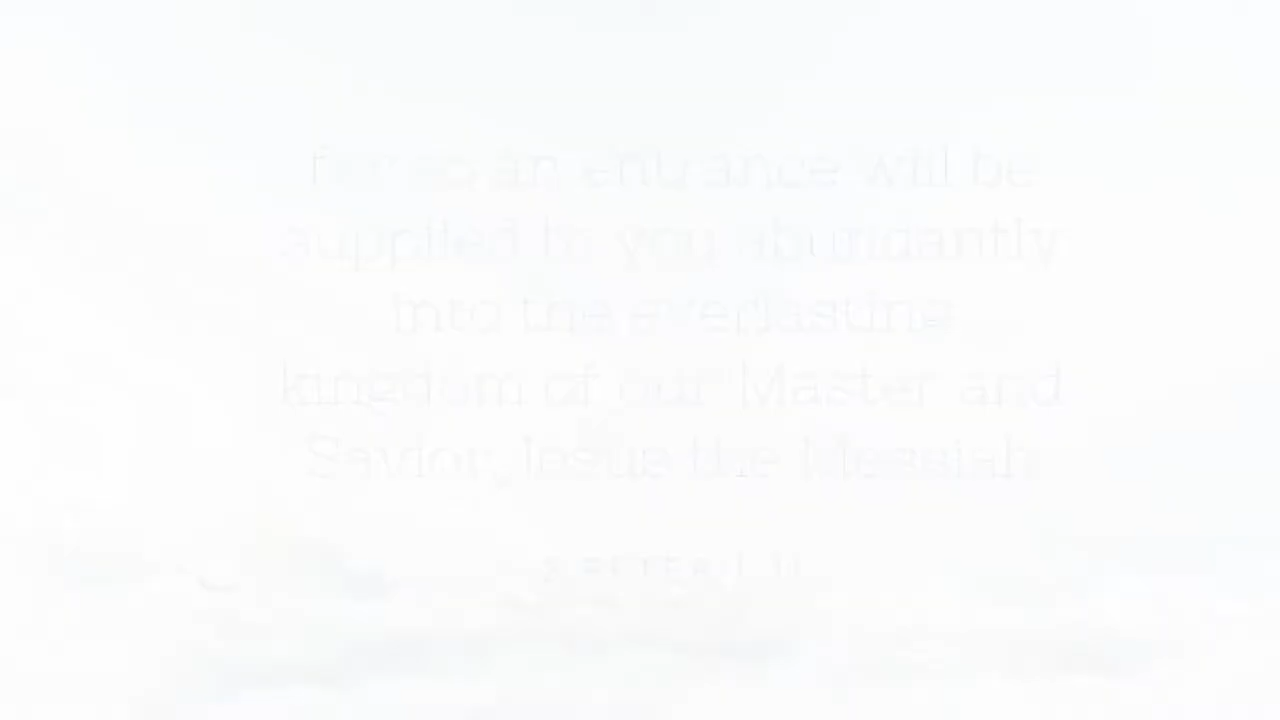 for so an entrance will be
supplied to you abundantly
into the everlasting
kingdom of our Master and
Savior, Jesus the Messiah.